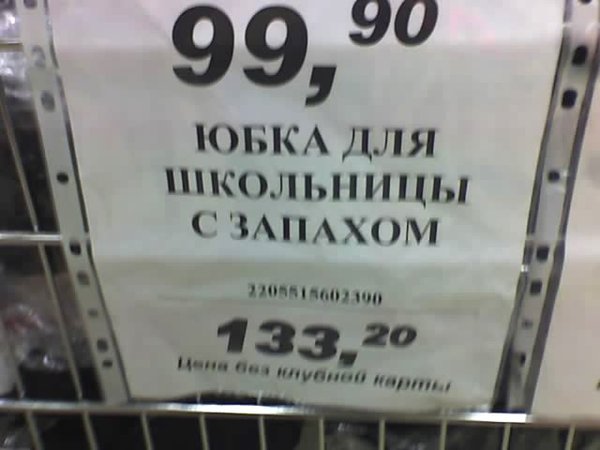 99,90
ЮБКА ДЛЯ
ШКОЛЬНИЦЫ
С ЗАПАХОМ
2205515602390
133,20
Цена без клубной карты